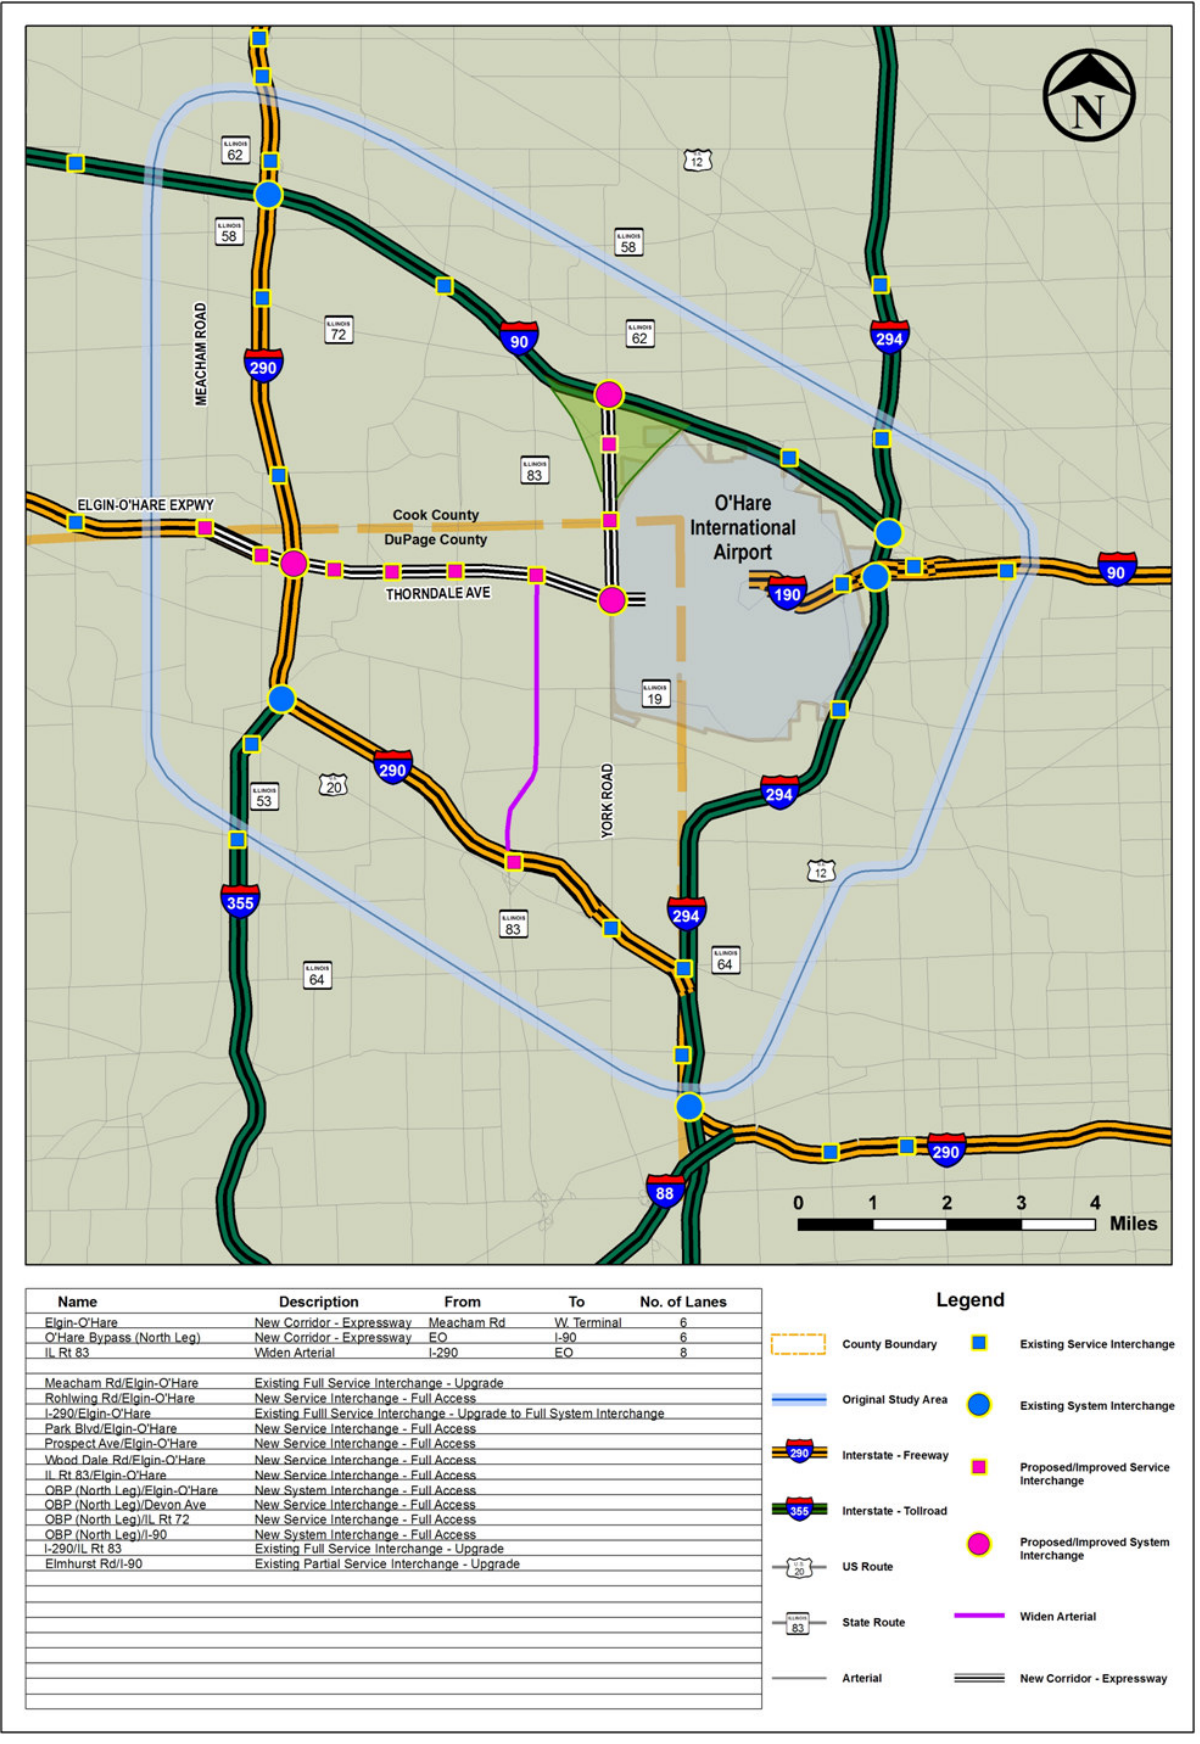 N
ILLINOIS
62
U.S.
12
ILLINOIS
58
ILLINOIS
58
MEACHAM ROAD
ILLINOIS
72
ILLINOIS
62
90
294
290
ILLINOIS
83
ELGIN-O'HARE EXPWY
Cook County
DuPage County
O'Hare
International
Airport
THORNDALE AVE
190
90
ILLINOIS
19
290
U.S.
20
ILLINOIS
53
YORK ROAD
294
U.S.
12
355
294
ILLINOIS
83
ILLINOIS
64
ILLINOIS
64
290
88
0 1 2 3 4
Miles
Name Description From To No. of Lanes
Elgin-O'Hare New Corridor - Expressway Meacham Rd W. Terminal 6
O'Hare Bypass (North Leg) New Corridor - Expressway EO I-90 6
IL Rt 83 Widen Arterial I-290 EO 8
Meacham Rd/Elgin-O'Hare Existing Full Service Interchange - Upgrade
Rohlwing Rd/Elgin-O'Hare New Service Interchange - Full Access
I-290/Elgin-O'Hare Existing Fulll Service Interchange - Upgrade to Full System Interchange
Park Blvd/Elgin-O'Hare New Service Interchange - Full Access
Prospect Ave/Elgin-O'Hare New Service Interchange - Full Access
Wood Dale Rd/Elgin-O'Hare New Service Interchange - Full Access
IL Rt 83/Elgin-O'Hare New Service Interchange - Full Access
OBP (North Leg)/Elgin-O'Hare New System Interchange - Full Access
OBP (North Leg)/Devon Ave New Service Interchange - Full Access
OBP (North Leg)/IL Rt 72 New Service Interchange - Full Access
OBP (North Leg)/I-90 New System Interchange - Full Access
I-290/IL Rt 83 Existing Full Service Interchange - Upgrade
Elmhurst Rd/I-90 Existing Partial Service Interchange - Upgrade
Legend
County Boundary
Existing Service Interchange
Original Study Area
Existing System Interchange
290
Interstate - Freeway
Proposed/Improved Service
Interchange
355
Interstate - Tollroad
Proposed/Improved System
Interchange
U.S.
20
US Route
ILLINOIS
83
State Route
Widen Arterial
Arterial
New Corridor - Expressway